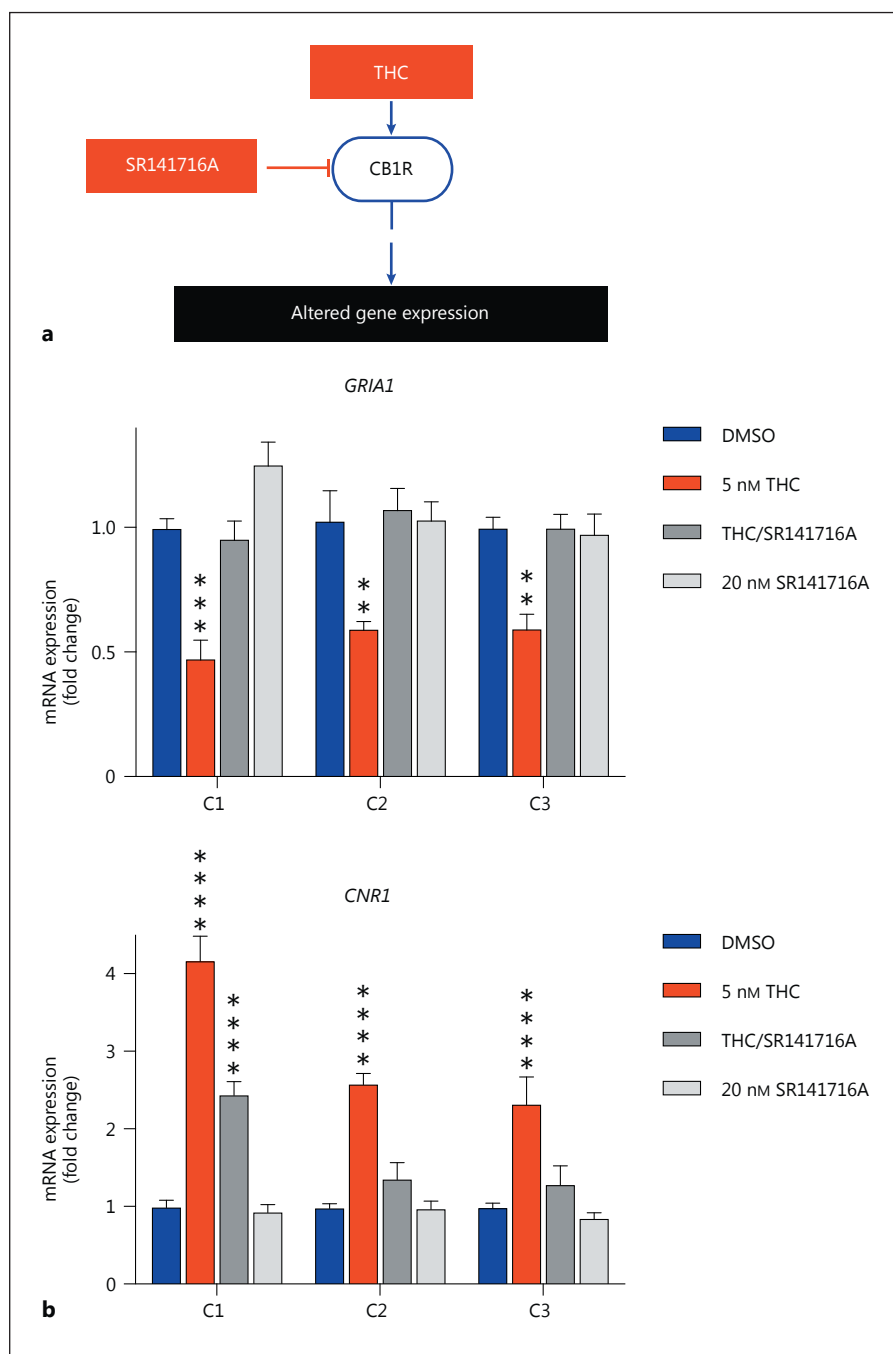 THC
SR141716A
CB1R
Altered gene expression
a
GRIA1
mRNA expression
(fold change)
1.0
0.5
0
***
**
**
C1
C2
C3
DMSO
5 nM THC
THC/SR141716A
20 nM SR141716A
CNR1
mRNA expression
(fold change)
4
3
2
1
0
****
****
****
****
C1
C2
C3
DMSO
5 nM THC
THC/SR141716A
20 nM SR141716A
b